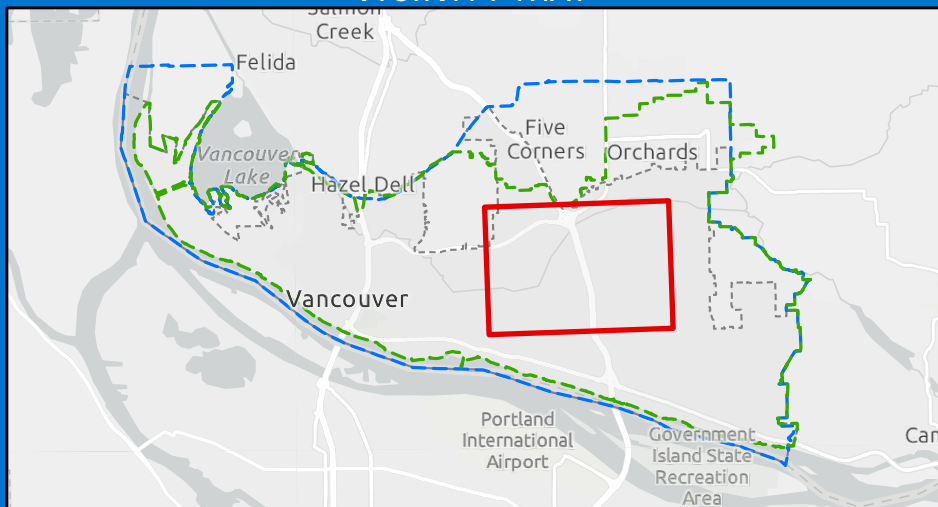 Salmon
Creek
Felida
Five
Corners
Orchards
Vancouver
Lake
Hazel Dell
Vancouver
Portland
International
Airport
Government
Island State
Recreation
Area